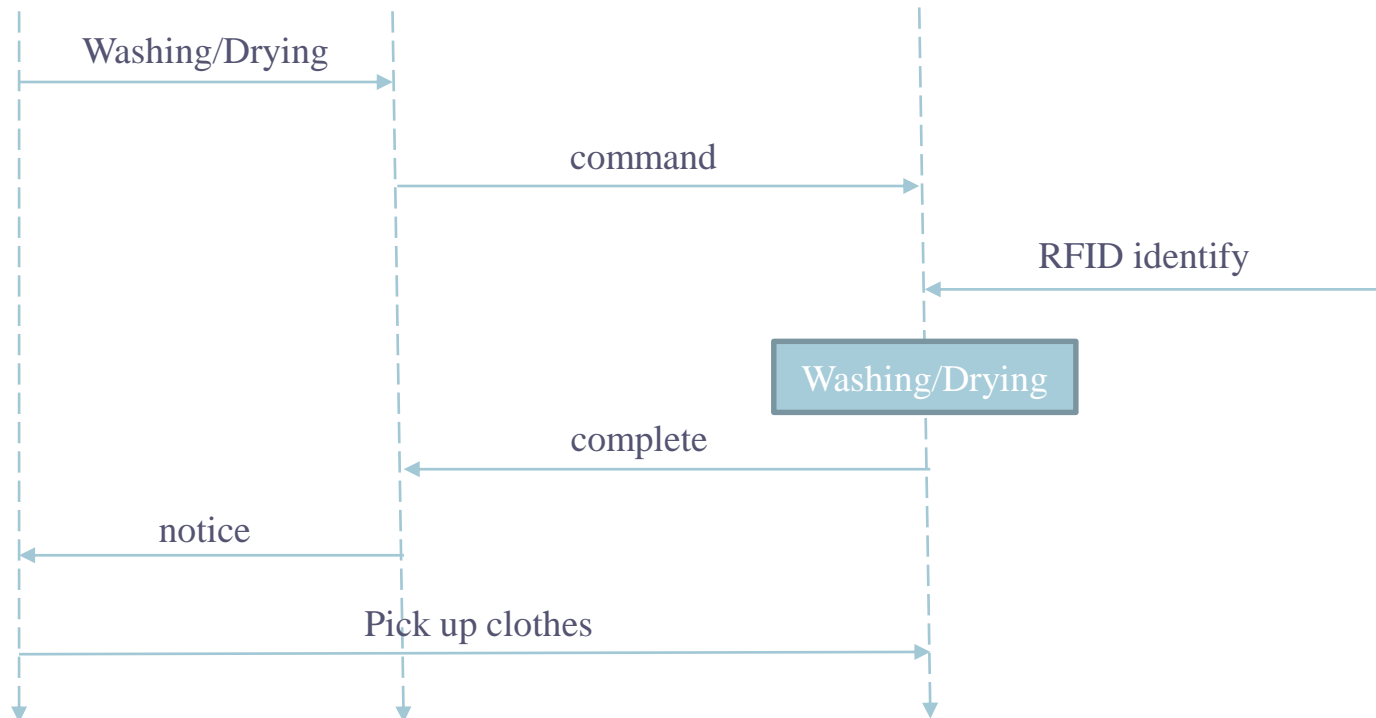 Washing/Drying
command
RFID identify
Washing/Drying
complete
notice
Pick up clothes